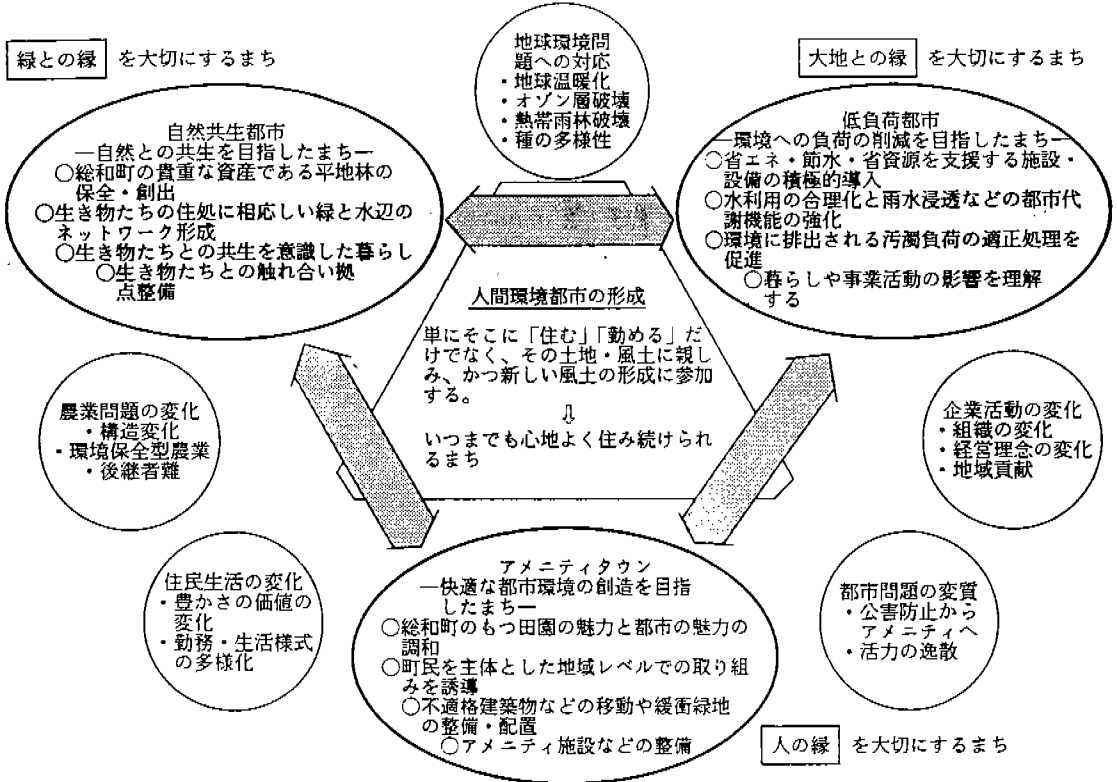 緑との縁 を大切にするまち
地球環境問
題への対応
・地球温暖化
・オゾン層破壊
・熱帯雨林破壊
・種の多様性
大地との縁 を大切にするまち
自然共生都市
―自然との共生を目指したまち―
○総和町の貴重な資産である平地林の
保全・創出
○生き物たちの住処に相応しい緑と水辺の
ネットワーク形成
○生き物たちとの共生を意識した暮らし
○生き物たちとの触れ合い拠
点整備
低負荷都市
―環境への負荷の削減を目指したまち―
○省エネ・節水・省資源を支援する施設・
設備の積極的導入
○水利用の合理化と雨水浸透などの都市代
謝機能の強化
○環境に排出される汚濁負荷の適正処理を
促進
○暮らしや事業活動の影響を理解
する
人間環境都市の形成
単にそこに「住む」「勤める」だ
けでなく、その土地・風土に親し
み、かつ新しい風土の形成に参加
する。
⇩
いつまでも心地よく住み続けられ
るまち
農業問題の変化
・構造変化
・環境保全型農業
・後継者難
企業活動の変化
・組織の変化
・経営理念の変化
・地域貢献
住民生活の変化
・豊かさの価値の
変化
・勤務・生活様式
の多様化
アメニティタウン
―快適な都市環境の創造を目指
したまち―
○総和町のもつ田園の魅力と都市の魅力の
調和
○町民を主体とした地域レベルでの取り組
みを誘導
○不適格建築物などの移動や緩衝緑地
の整備・配置
○アメニティ施設などの整備
都市問題の変質
・公害防止から
アメニティへ
・活力の逸散
人の縁 を大切にするまち